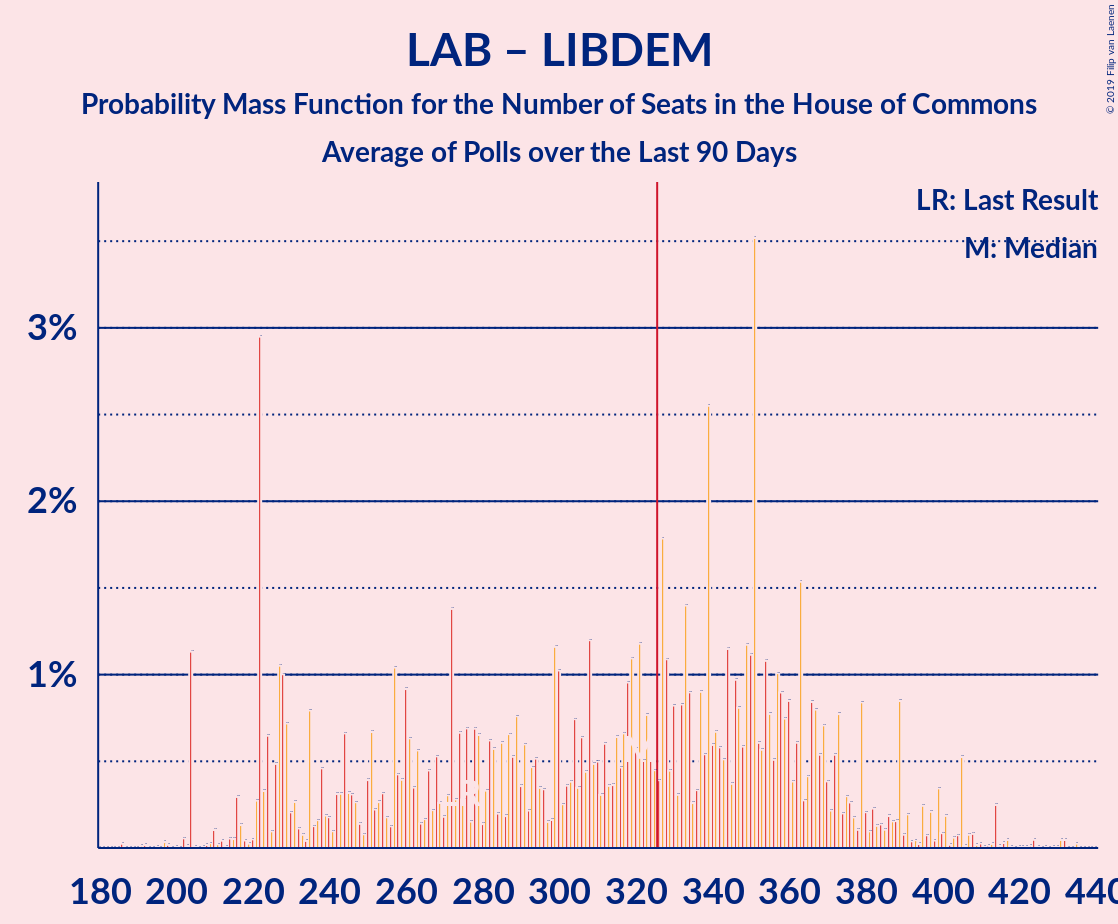 LAB – LIBDEM
Probability Mass Function for the Number of Seats in the House of Commons
Average of Polls over the Last 90 Days
© 2019 Filip van Laenen
LR: Last Result
M: Median
3%
2%
1%
180 200 220 240 260 280 300 320 340 360 380 400 420 440